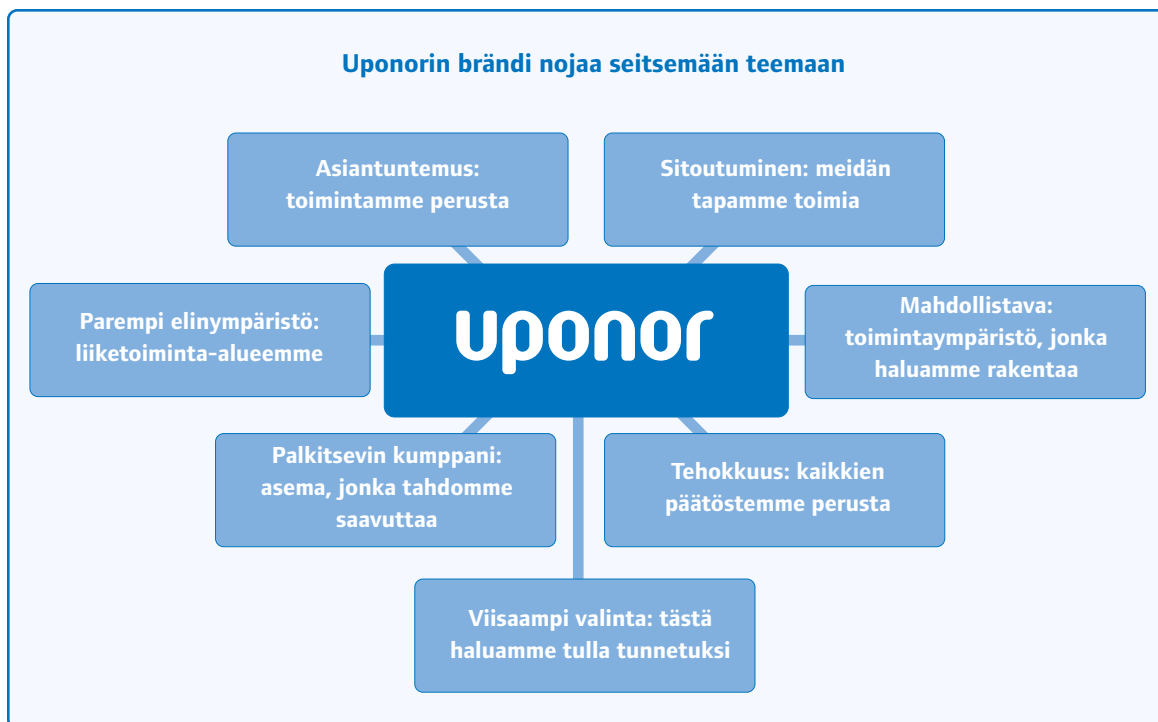 Uponorin brändi nojaa seitsemään teemaan
Asiantuntemus:
toimintamme perusta
Sitoutuminen: meidän
tapamme toimia
Parempi elinympäristö:
liiketoiminta-alueemme
uponor
Mahdollistava:
toimintaympäristö, jonka
haluamme rakentaa
Palkitsevin kumppani:
asema, jonka tahdomme
saavuttaa
Tehokkuus: kaikkien
päätöstemme perusta
Viisaampi valinta: tästä
haluamme tulla tunnetuksi